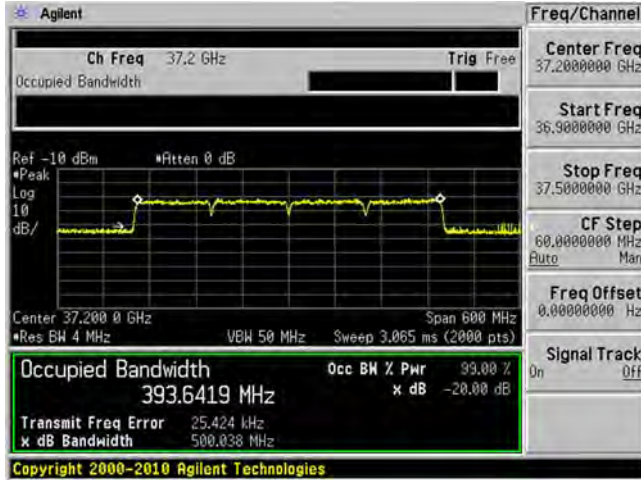 Agilent
Freq/Channel
Ch Freq 37.2 GHz Trig Free
Occupied Bandwidth
Center Freq
37.2000000 GHz
Start Freq
36.9000000 GHz
Stop Freq
37.5000000 GHz
CF Step
60.0000000 MHz
Auto Man
Freq Offset
0.00000000 Hz
Signal Track
On Off
Ref -10 dBm *Atten 0 dB
*Peak
Log
10
dB/
Center 37.200 0 GHz Span 600 MHz
*Res BW 4 MHz VBW 50 MHz Sweep 3.065 ms (2000 pts)
Occupied Bandwidth Occ BW % Pwr 99.00 %
393.6419 MHz x dB -20.00 dB
Transmit Freq Error 25.424 kHz
x dB Bandwidth 500.038 MHz
Copyright 2000-2010 Agilent Technologies